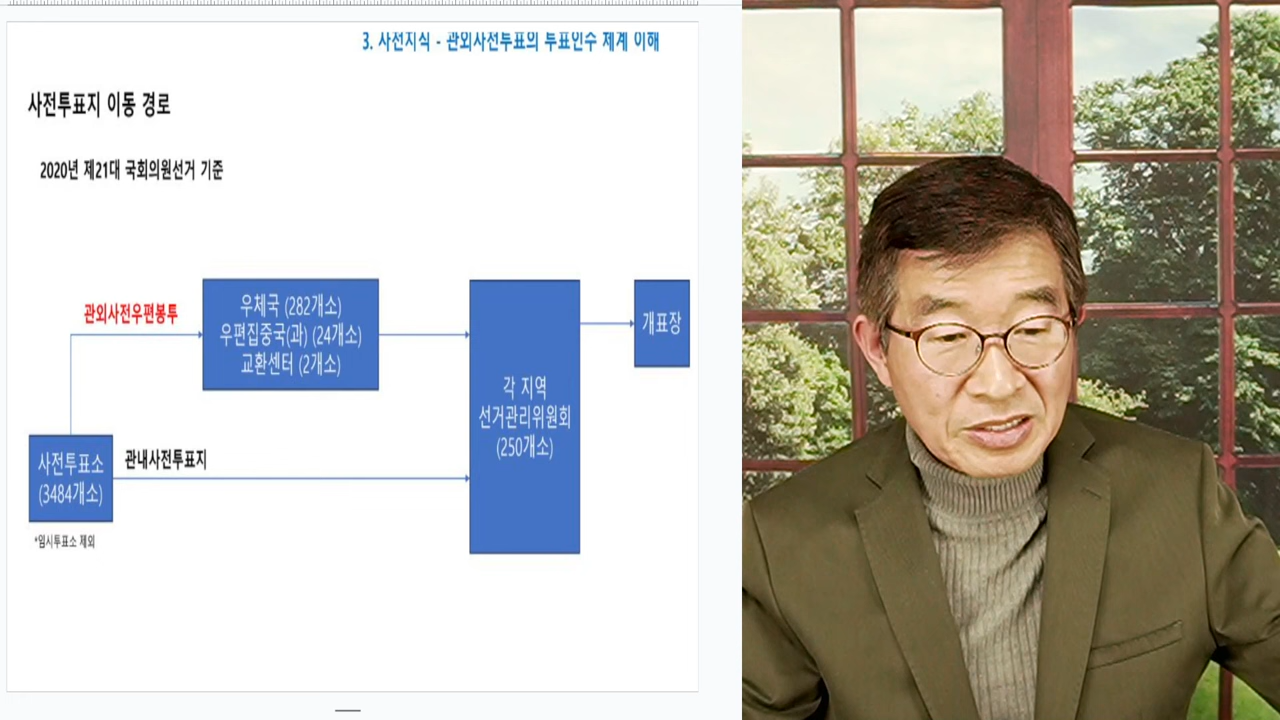 3. 사전지식 - 관외사전투표의 투표인수 체계 이해
사전투표지 이동 경로
2020년 제21대 국회의원선거 기준
관외사전우편봉투
우체국 (282개소)
우편집중국(과) (24개소)
교환센터 (2개소)
개표장
각 지역
선거관리위원회
(250개소)
사전투표소
(3484개소)
관내사전투표지
*임시투표소 제외